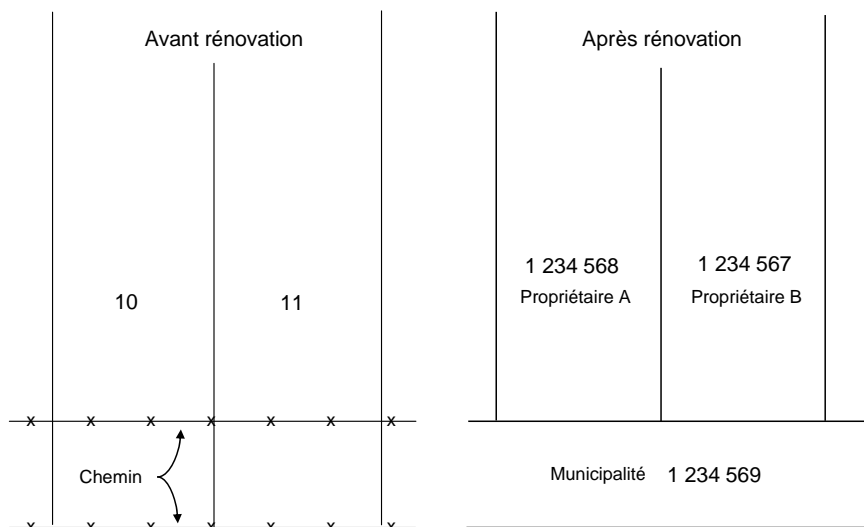 Avant rénovation
10
11
x x x x x x x
Chemin
x x x x x x x
Après rénovation
1 234 568
Propriétaire A
1 234 567
Propriétaire B
Municipalité 1 234 569